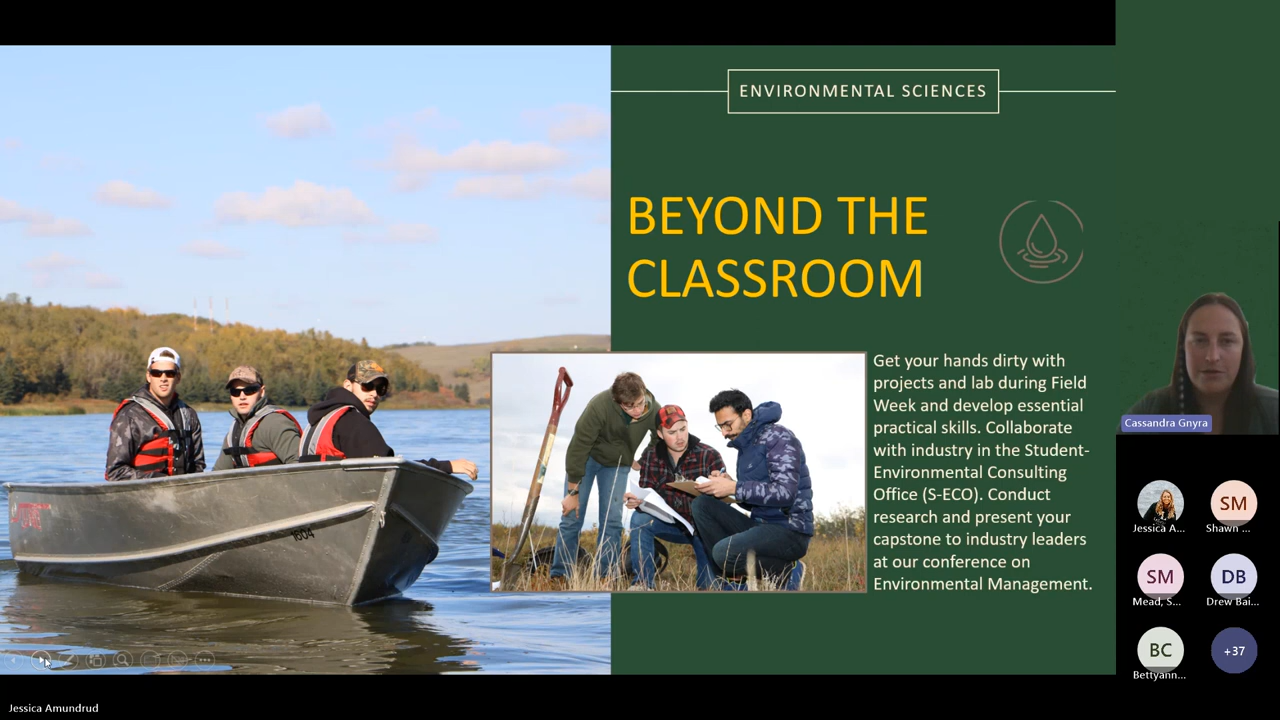 ENVIRONMENTAL SCIENCES
BEYOND THE
CLASSROOM
Get your hands dirty with
projects and lab during Field
Week and develop essential
practical skills. Collaborate
with industry in the Student-
Environmental Consulting
Office (S-ECO). Conduct
research and present your
capstone to industry leaders
at our conference on
Environmental Management.
1604
Cassandra Gnyra
Jessica A...
SM
Shawn ...
SM
Mead, S...
DB
Drew Bai...
BC
Bettyann...
+37
Jessica Amundrud